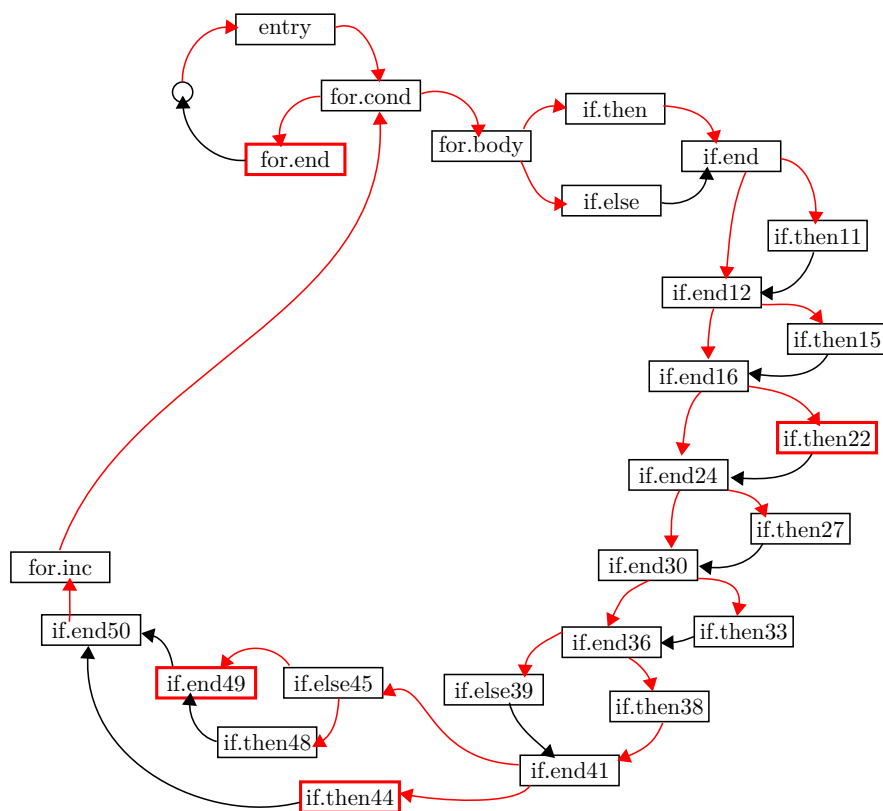 entry
for.cond
if.then
for.body
if.end
for.end
if.else
if.then11
if.end12
if.then15
if.end16
if.then22
if.end24
if.then27
if.end30
for.inc
if.then33
if.end50
if.end36
if.end49
if.else45
if.else39
if.then38
if.then48
if.end41
if.then44